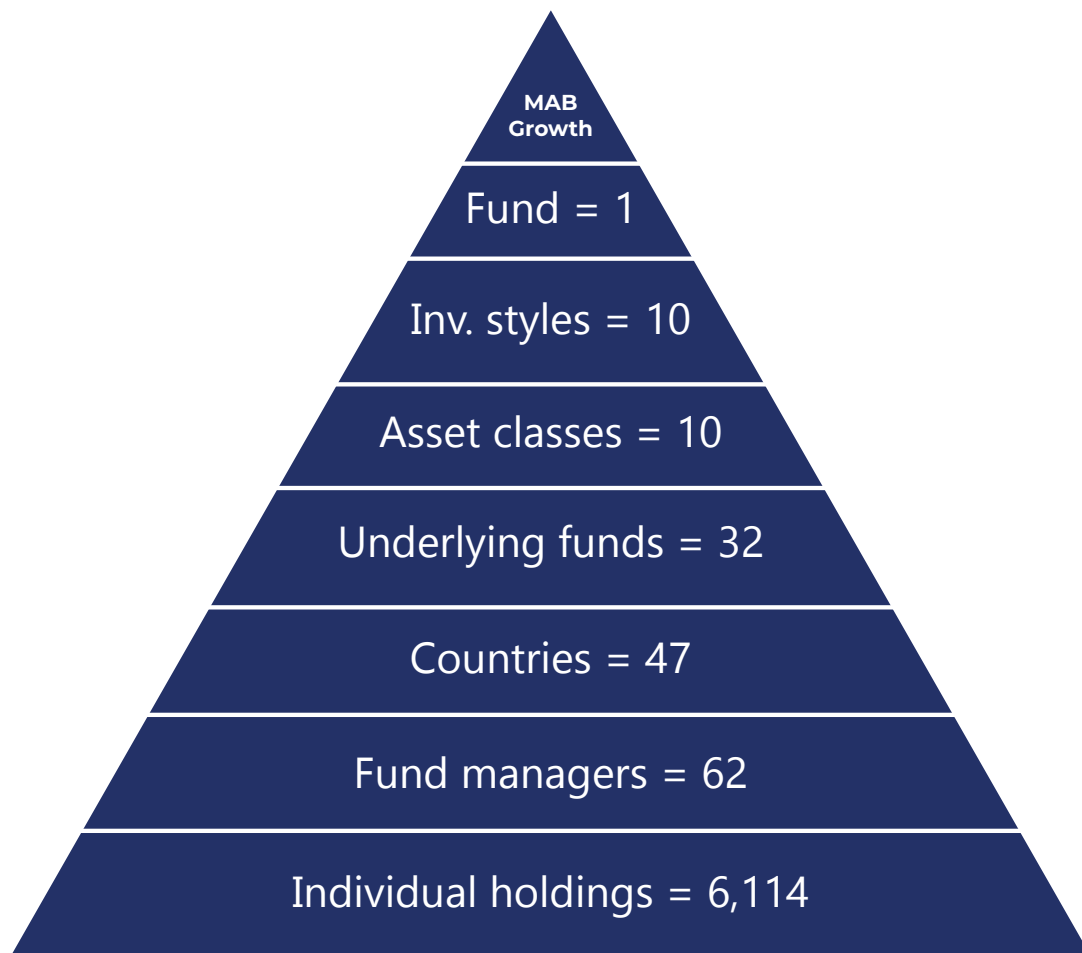 MAB
Growth
Fund = 1
Inv. styles = 10
Asset classes = 10
Underlying funds = 32
Countries = 47
Fund managers = 62
Individual holdings = 6,114